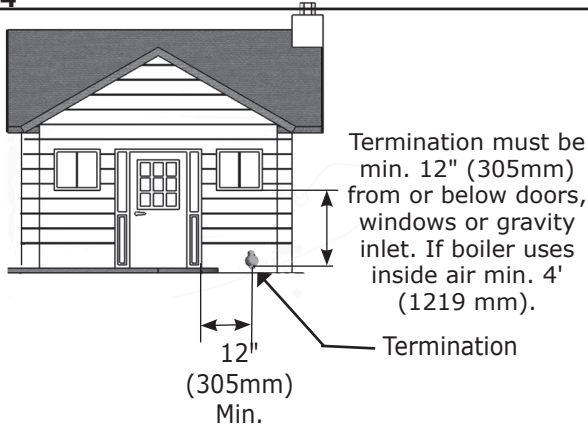 Termination must be
min. 12" (305mm)
from or below doors,
windows or gravity
inlet. If boiler uses
inside air min. 4'
(1219 mm).
Termination
12"
(305mm)
Min.